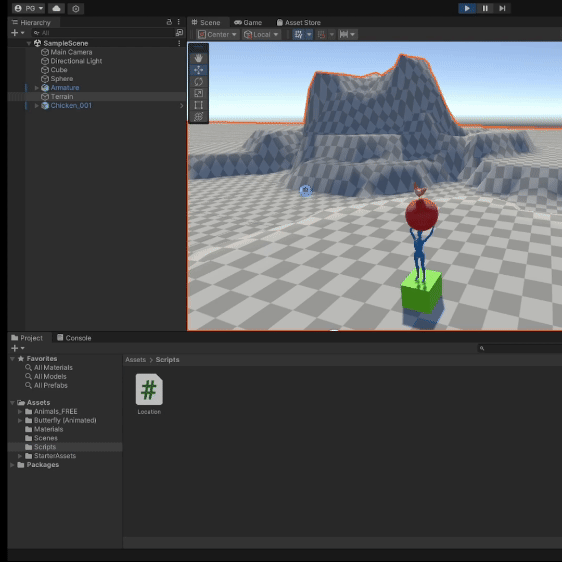 PG
Hierarchy
All
SampleScene
Main Camera
Directional Light
Cube
Sphere
Armature
Terrain
Chicken_001
Scene
Game
Asset Store
Center
Local
Project
Console
Favorites
All Materials
All Models
All Prefabs
Assets
Animals_FREE
Butterfly (Animated)
Materials
Scenes
Scripts
StarterAssets
Packages
Assets > Scripts
#
Location